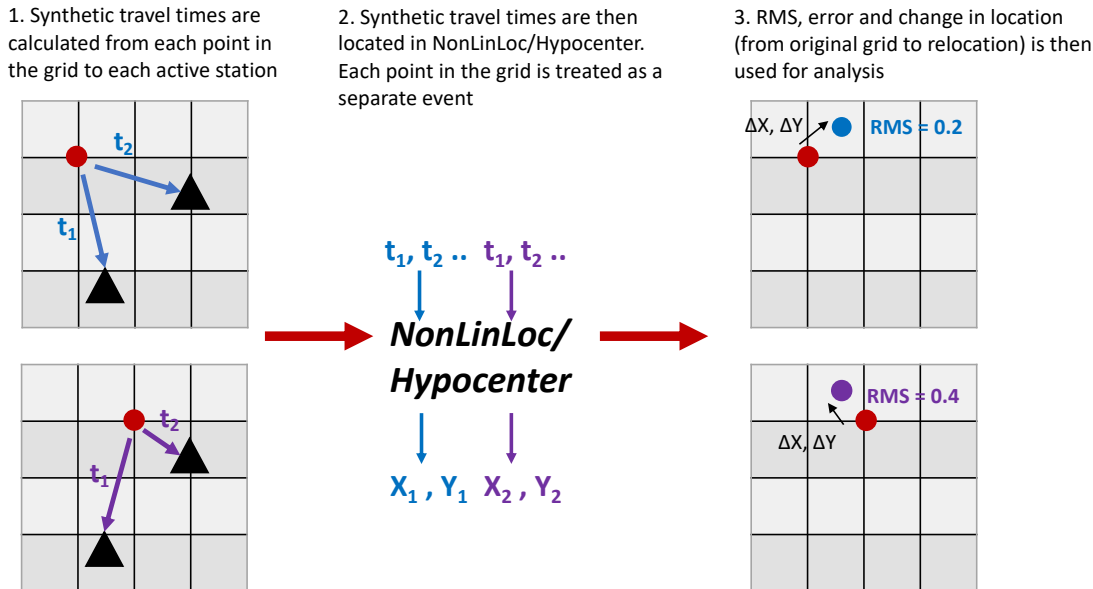 1. Synthetic travel times are
calculated from each point in
the grid to each active station
2. Synthetic travel times are then
located in NonLinLoc/Hypocenter.
Each point in the grid is treated as a
separate event
3. RMS, error and change in location
(from original grid to relocation) is then
used for analysis
t₂
t₁
t₁, t₂ .. t₁, t₂ ..
NonLinLoc/
Hypocenter
X₁ , Y₁ X₂ , Y₂
ΔX, ΔY
RMS = 0.2
t₂
t₁
RMS = 0.4
ΔX, ΔY